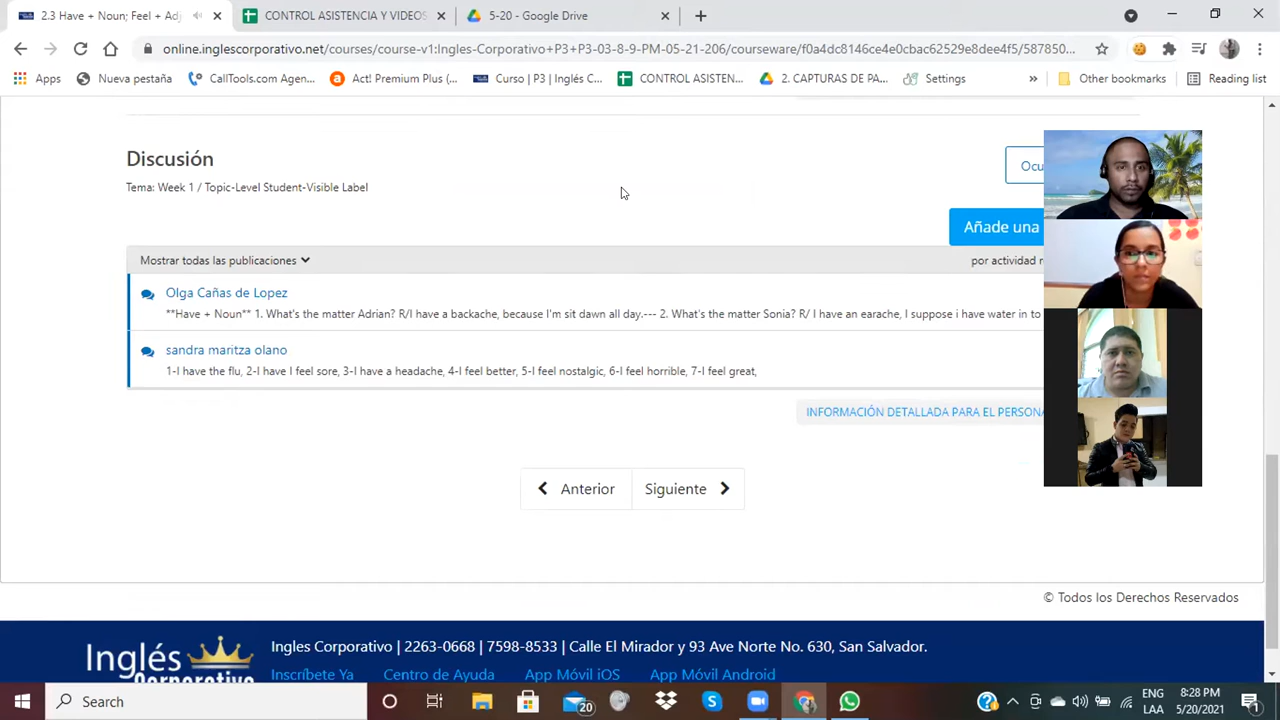 2.3 Have + Noun; Feel + Adj
CONTROL ASISTENCIA Y VIDEOS
5-20 - Google Drive
online.inglescorporativo.net/courses/course-v1:Ingles-Corporativo+P3+P3-03-8-9-PM-05-21-206/courseware/f0a4dc8146ce4e0cbac62529e8dee4f5/587850...
Apps
Nueva pestaña
CallTools.com Agen...
Act! Premium Plus (...
Curso | P3 | Inglés C...
CONTROL ASISTEN...
2. CAPTURAS DE PA...
Settings
»
Other bookmarks
Reading list
Discusión
Ocu
Tema: Week 1 / Topic-Level Student-Visible Label
Añade una
Mostrar todas las publicaciones
por actividad r
Olga Cañas de Lopez
**Have + Noun** 1. What's the matter Adrian? R/I have a backache, because I'm sit dawn all day.--- 2. What's the matter Sonia? R/ I have an earache, I suppose i have water in to
sandra maritza olano
1-I have the flu, 2-I have I feel sore, 3-I have a headache, 4-I feel better, 5-I feel nostalgic, 6-I feel horrible, 7-I feel great,
INFORMACIÓN DETALLADA PARA EL PERSONA
Anterior
Siguiente
© Todos los Derechos Reservados
Inglés
Ingles Corporativo | 2263-0668 | 7598-8533 | Calle El Mirador y 93 Ave Norte No. 630, San Salvador.
Corporativo
Inscríbete Ya
Centro de Ayuda
App Móvil iOS
App Móvil Android
Search
20
ENG
LAA
8:28 PM
5/20/2021
1